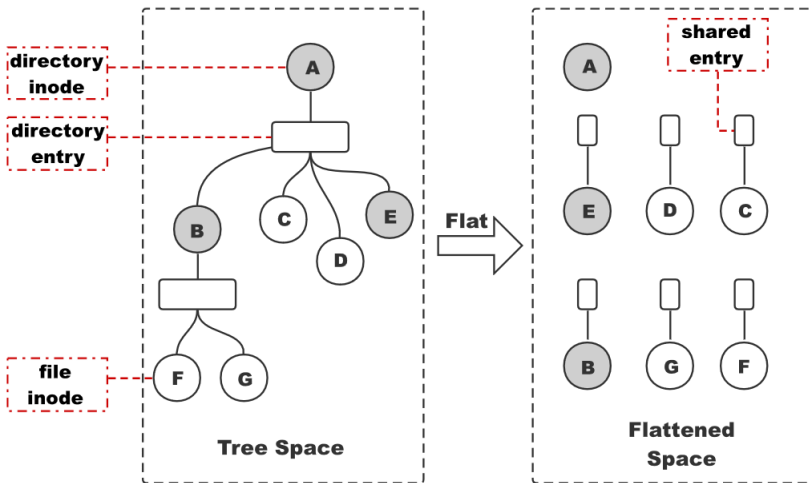 directory
inode
directory
entry
file
inode
A
B
C
D
E
F
G
Tree Space
Flat
shared
entry
A
E
D
C
B
G
F
Flattened
Space